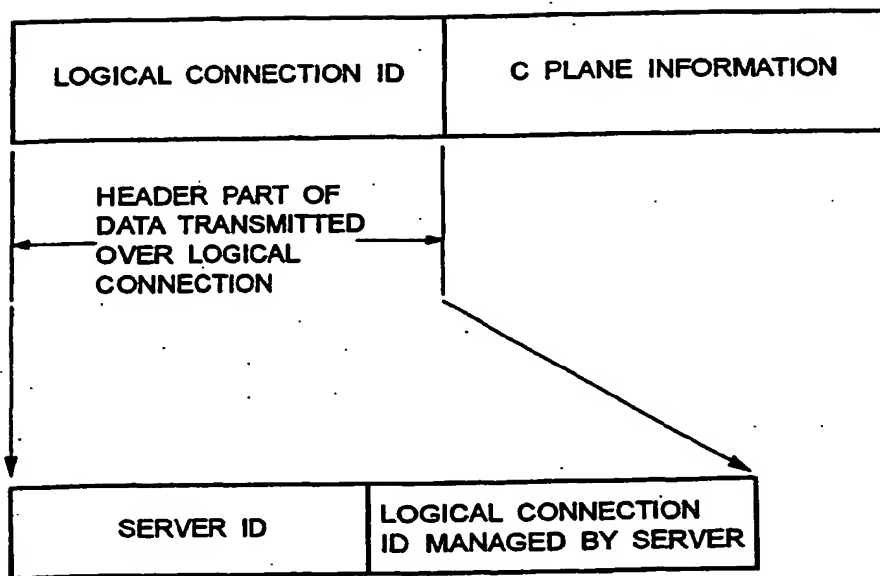 LOGICAL CONNECTION ID
C PLANE INFORMATION
HEADER PART OF
DATA TRANSMITTED
OVER LOGICAL
CONNECTION
SERVER ID
LOGICAL CONNECTION
ID MANAGED BY SERVER